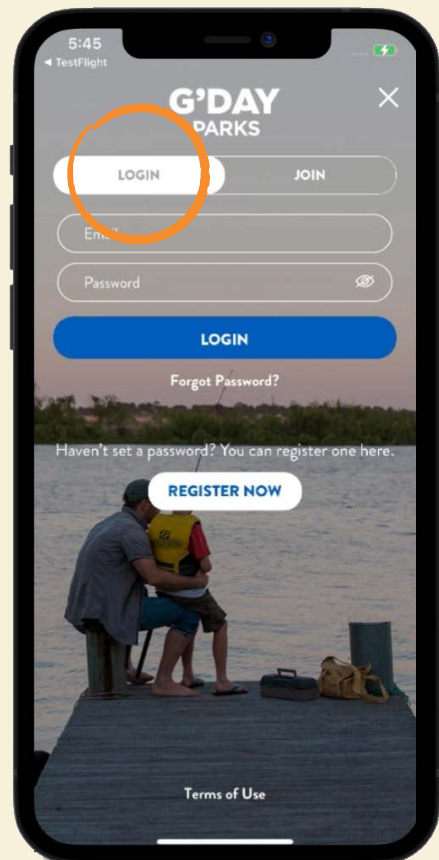 5:45
◀ TestFlight
G'DAY
PARKS
LOGIN JOIN
Email
Password
LOGIN
Forgot Password?
Haven't set a password? You can register one here.
REGISTER NOW
Terms of Use